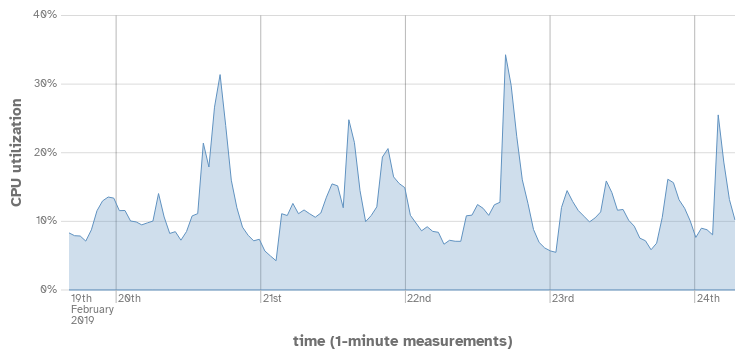 40%
30%
20%
10%
0%
CPU utilization
19th
February
2019
20th
21st
22nd
23rd
24th
time (1-minute measurements)